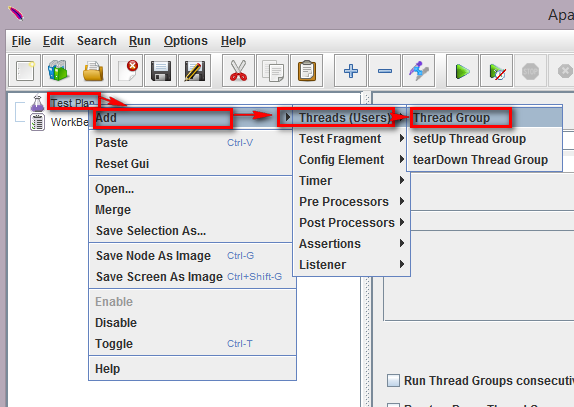 Apa
File Edit Search Run Options Help
Test Plan
WorkBe
Add
Paste Ctrl-V
Reset Gui
Open...
Merge
Save Selection As...
Save Node As Image Ctrl-G
Save Screen As Image Ctrl+Shift-G
Enable
Disable
Toggle Ctrl-T
Help
Threads (Users)
Test Fragment
Config Element
Timer
Pre Processors
Post Processors
Assertions
Listener
Thread Group
setUp Thread Group
tearDown Thread Group
Run Thread Groups consecutiv